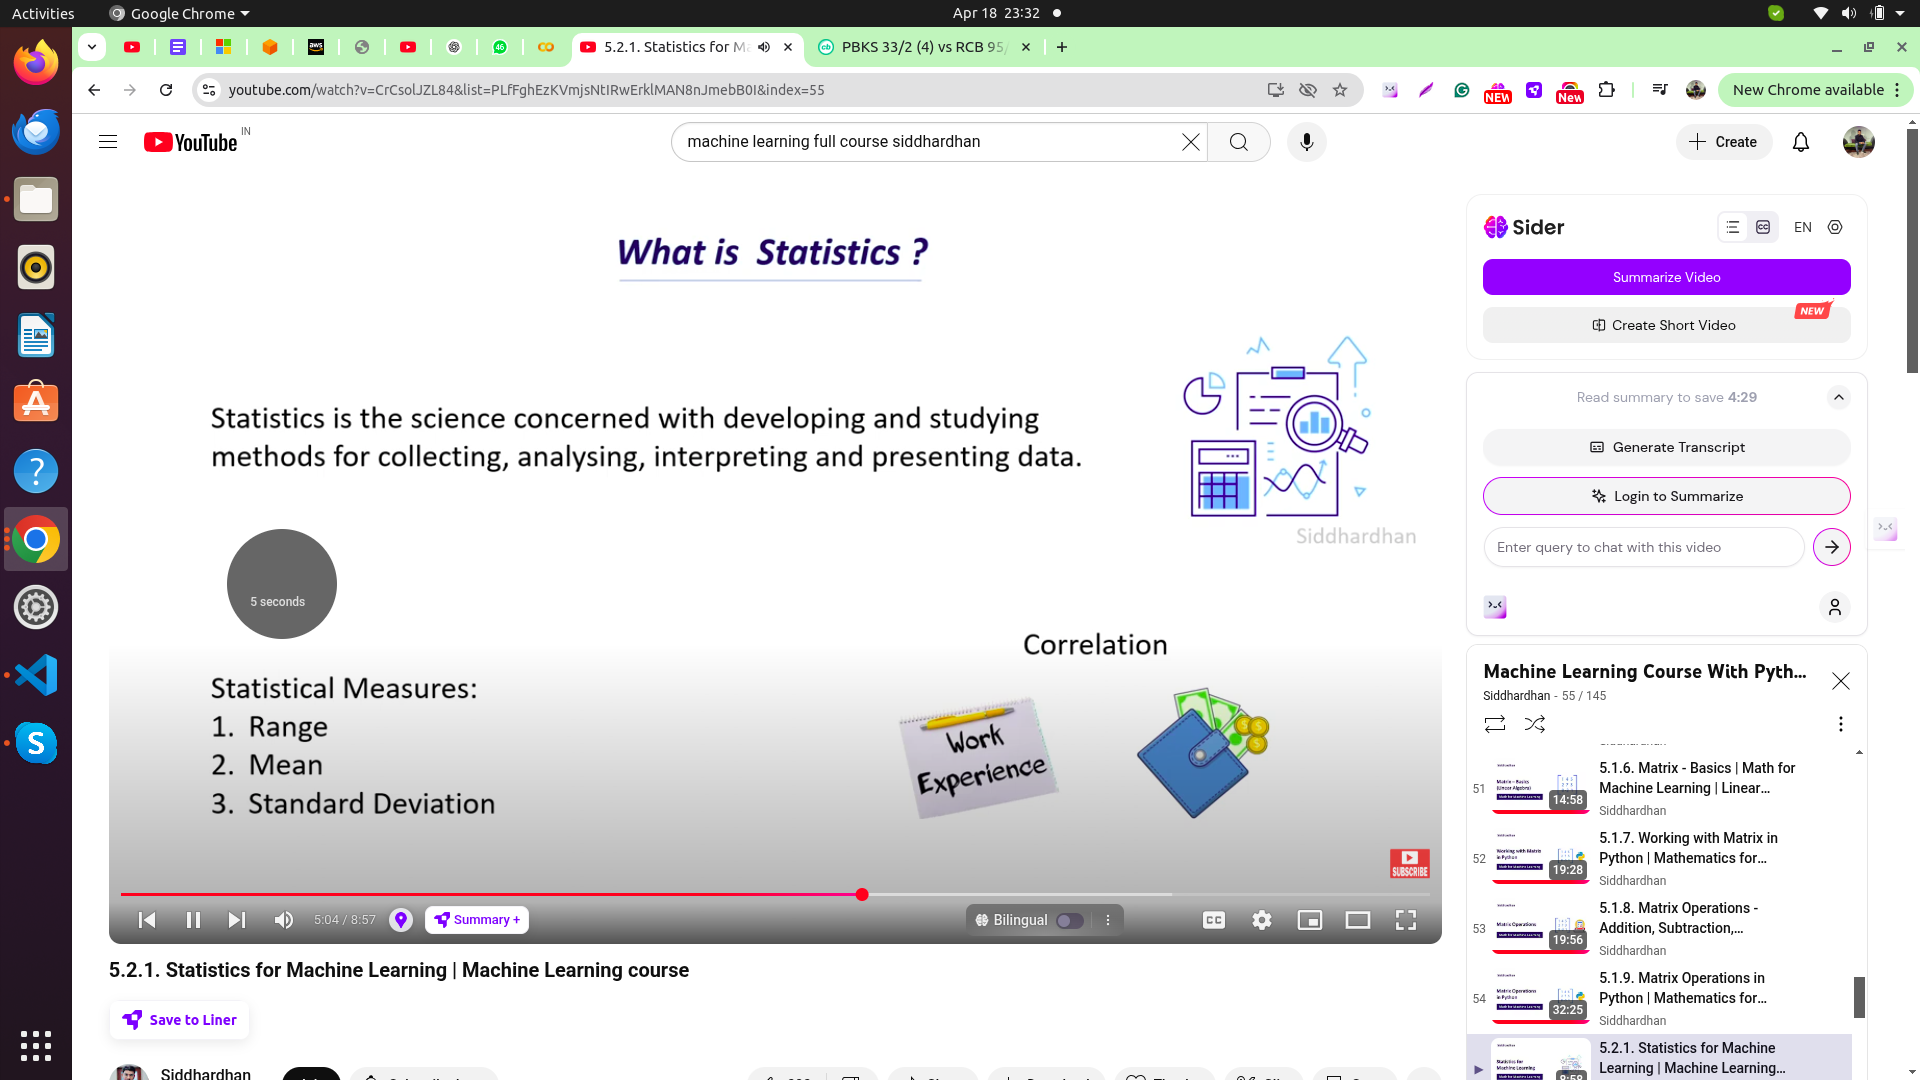 Activities
Google Chrome
Apr 18 23:32
5.2.1. Statistics for Ma
PBKS 33/2 (4) vs RCB 95/
youtube.com/watch?v=CrCsolJZL84&list=PLfFghEzKVmjsNtIRwErklMAN8nJmebB0I&index=55
NEW
New
New Chrome available
YouTube
IN
machine learning full course siddhardhan
Create
What is Statistics ?
Statistics is the science concerned with developing and studying
methods for collecting, analysing, interpreting and presenting data.
Siddhardhan
5 seconds
Correlation
Statistical Measures:
1. Range
2. Mean
3. Standard Deviation
Work
Experience
SUBSCRIBE
5:04 / 8:57
Summary +
Bilingual
CC
5.2.1. Statistics for Machine Learning | Machine Learning course
Save to Liner
Siddhardhan
Sider
EN
Summarize Video
NEW
Create Short Video
Read summary to save 4:29
Generate Transcript
Login to Summarize
Enter query to chat with this video
Machine Learning Course With Pyth...
Siddhardhan - 55 / 145
51
14:58
5.1.6. Matrix - Basics | Math for
Machine Learning | Linear...
Siddhardhan
52
19:28
5.1.7. Working with Matrix in
Python | Mathematics for...
Siddhardhan
53
19:56
5.1.8. Matrix Operations -
Addition, Subtraction,...
Siddhardhan
54
32:25
5.1.9. Matrix Operations in
Python | Mathematics for...
Siddhardhan
5.2.1. Statistics for Machine
Learning | Machine Learning...